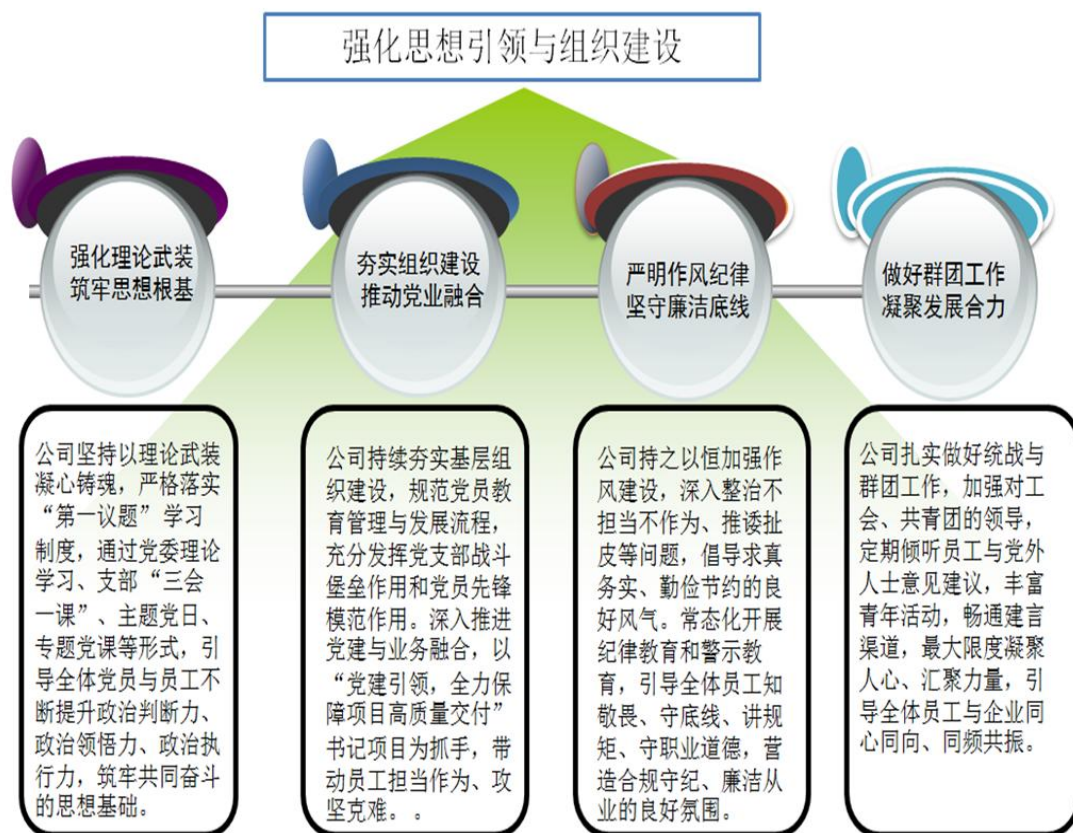 强化思想引领与组织建设
强化理论武装
筑牢思想根基
夯实组织建设
推动党业融合
严明作风纪律
坚守廉洁底线
做好群团工作
凝聚发展合力
公司坚持以理论武装
凝心铸魂，严格落实
“第一议题”学习
制度，通过党委理论
学习、支部“三会
一课”、主题党日、
专题党课等形式，引
导全体党员与员工不
断提升政治判断力、
政治领悟力、政治执
行力，筑牢共同奋斗
的思想基础。
公司持续夯实基层组
织建设，规范党员教
育管理与发展流程，
充分发挥党支部战斗
堡垒作用和党员先锋
模范作用。深入推进
党建与业务融合，以
“党建引领，全力保
障项目高质量交付”
书记项目为抓手，带
动员工担当作为、攻
坚克难。。
公司持之以恒加强作
风建设，深入整治不
担当不作为、推诿扯
皮等问题，倡导求真
务实、勤俭节约的良
好风气。常态化开展
纪律教育和警示教
育，引导全体员工知
敬畏、守底线、讲规
矩、守职业道德，营
造合规守纪、廉洁从
业的良好氛围。
公司扎实做好统战与
群团工作，加强对工
会、共青团的领导，
定期倾听员工与党外
人士意见建议，丰富
青年活动，畅通建言
渠道，最大限度凝聚
人心、汇聚力量，引
导全体员工与企业同
心同向、同频共振。